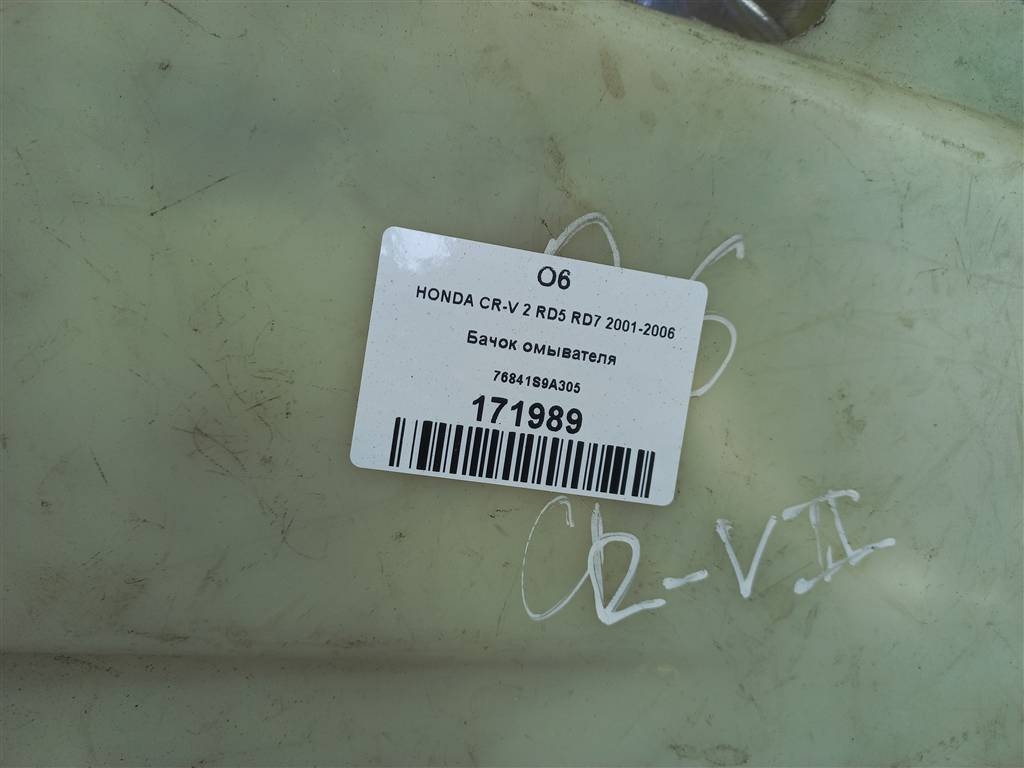 O6
HONDA CR-V 2 RD5 RD7 2001-2006
Бачок омывателя
76841S9A305
171989
CR-V II